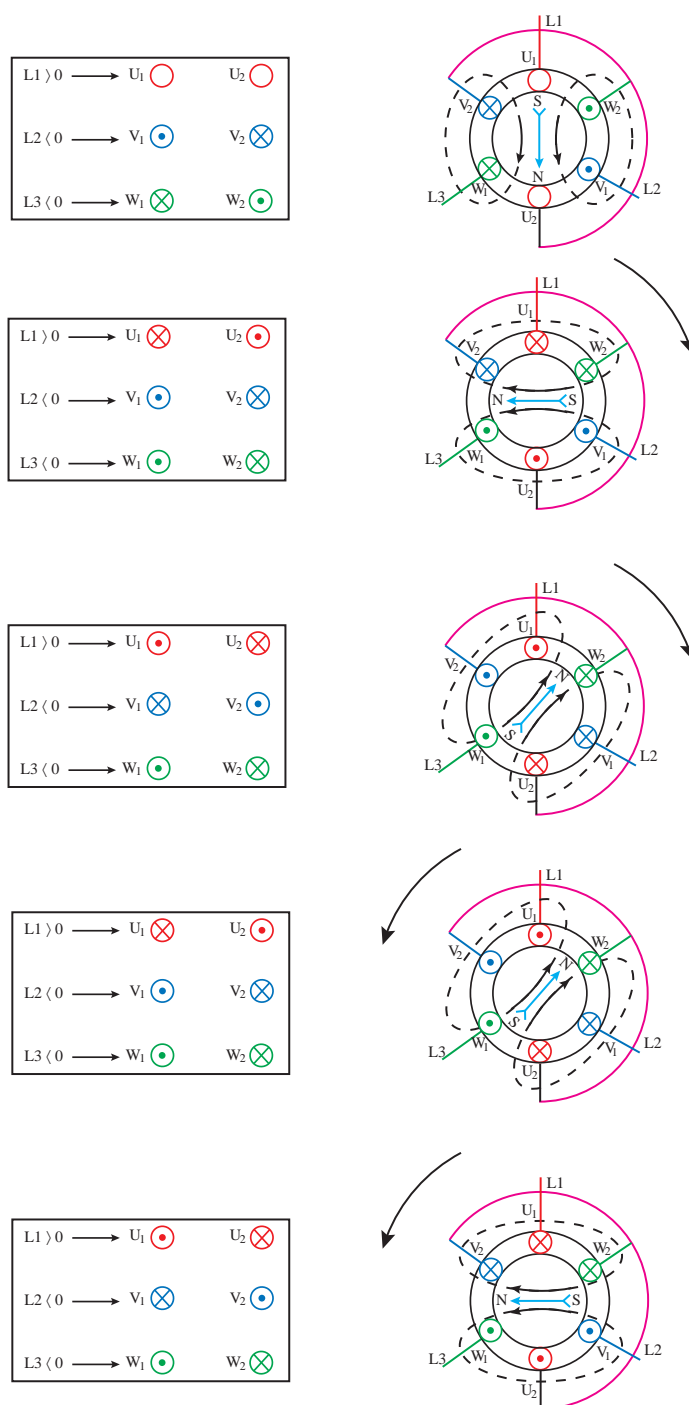 L1 〉 0 U1 U2
L2 〈 0 V1 V2
L3 〈 0 W1 W2
L1
U1
V2 W2
S
N
W1 V1
L3 L2
U2
L1 〉 0 U1 U2
L2 〈 0 V1 V2
L3 〈 0 W1 W2
L1
U1
V2 W2
N S
W1 V1
L3 L2
U2
L1 〉 0 U1 U2
L2 〈 0 V1 V2
L3 〈 0 W1 W2
L1
U1
V2 W2
N
S
W1 V1
L3 L2
U2
L1 〉 0 U1 U2
L2 〈 0 V1 V2
L3 〈 0 W1 W2
L1
U1
V2 W2
N
S
W1 V1
L3 L2
U2
L1 〉 0 U1 U2
L2 〈 0 V1 V2
L3 〈 0 W1 W2
L1
U1
V2 W2
N S
W1 V1
L3 L2
U2